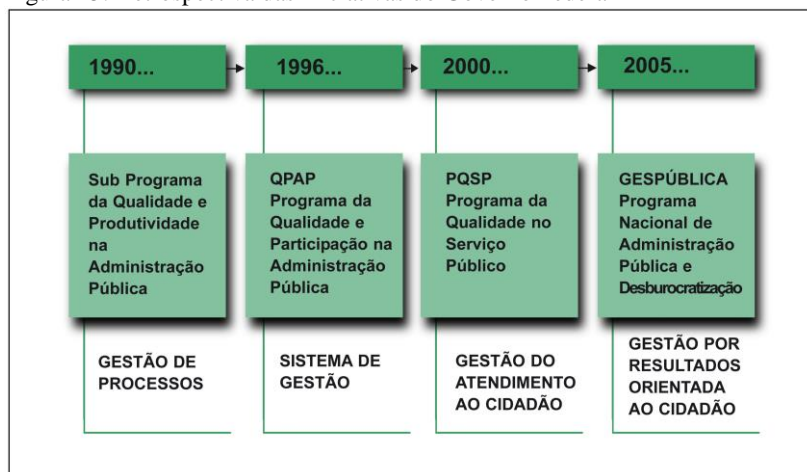 1990...
1996...
2000...
2005...
Sub Programa
da Qualidade e
Produtividade
na
Administração
Pública
QPAP
Programa da
Qualidade e
Participação na
Administração
Pública
PQSP
Programa da
Qualidade no
Serviço
Público
GESPÚBLICA
Programa
Nacional de
Administração
Pública e
Desburocratização
GESTÃO DE
PROCESSOS
SISTEMA DE
GESTÃO
GESTÃO DO
ATENDIMENTO
AO CIDADÃO
GESTÃO POR
RESULTADOS
ORIENTADA
AO CIDADÃO